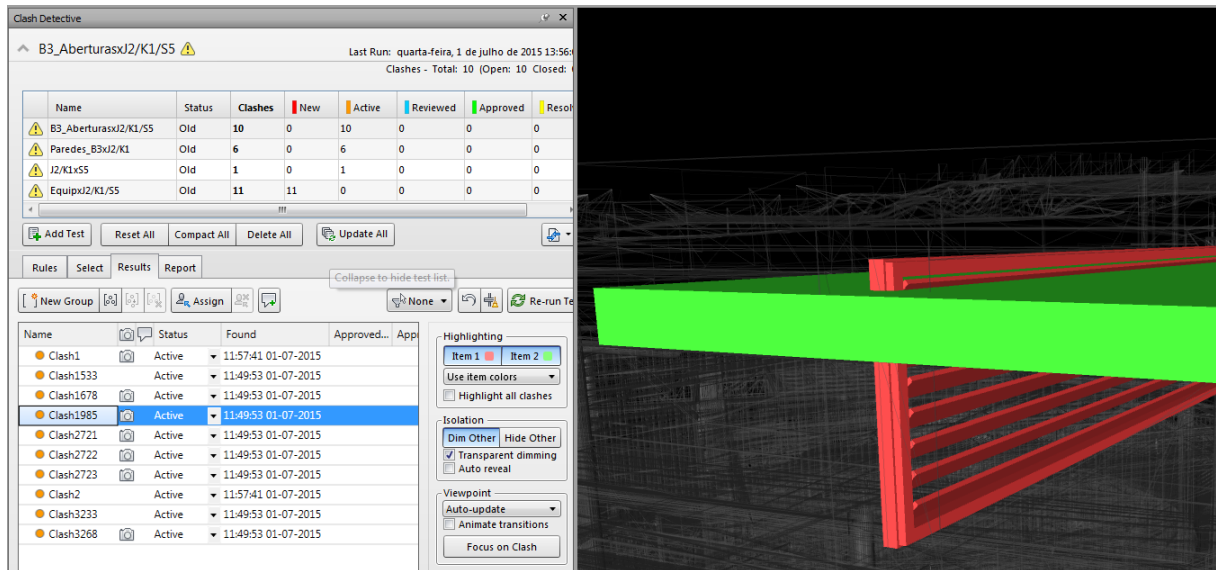 Clash Detective
B3_AberturasxJ2/K1/S5
Last Run: quarta-feira, 1 de julho de 2015 13:56:
Clashes - Total: 10 (Open: 10 Closed:
Name Status Clashes New Active Reviewed Approved Resol
B3_AberturasxJ2/K1/S5 Old 10 0 10 0 0 0
Paredes_B3xJ2/K1 Old 6 0 6 0 0 0
J2/K1xS5 Old 1 0 1 0 0 0
EquipxJ2/K1/S5 Old 11 11 0 0 0 0
Add Test Reset All Compact All Delete All Update All
Rules Select Results Report
Collapse to hide test list.
New Group Assign None Re-run Te
Name Status Found Approved... Appr
Clash1 Active 11:57:41 01-07-2015
Clash1533 Active 11:49:53 01-07-2015
Clash1678 Active 11:49:53 01-07-2015
Clash1985 Active 11:49:53 01-07-2015
Clash2721 Active 11:49:53 01-07-2015
Clash2722 Active 11:49:53 01-07-2015
Clash2723 Active 11:49:53 01-07-2015
Clash2 Active 11:57:41 01-07-2015
Clash3233 Active 11:49:53 01-07-2015
Clash3268 Active 11:49:53 01-07-2015
Highlighting
Item 1 Item 2
Use item colors
Highlight all clashes
Isolation
Dim Other Hide Other
Transparent dimming
Auto reveal
Viewpoint
Auto-update
Animate transitions
Focus on Clash